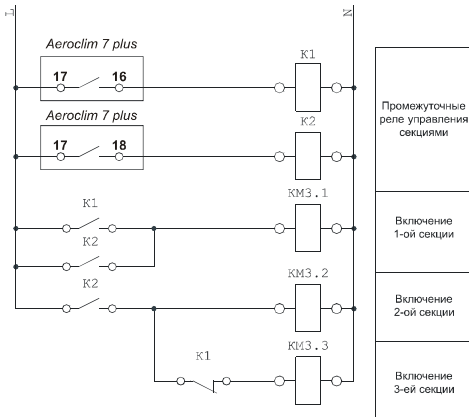 L
N
Aeroclim 7 plus
K1
17
16
Aeroclim 7 plus
K2
17
18
Промежуточные
реле управления
секциями
K1
KM3.1
K2
Включение
1-ой секции
K2
KM3.2
Включение
2-ой секции
K1
KM3.3
Включение
3-ей секции